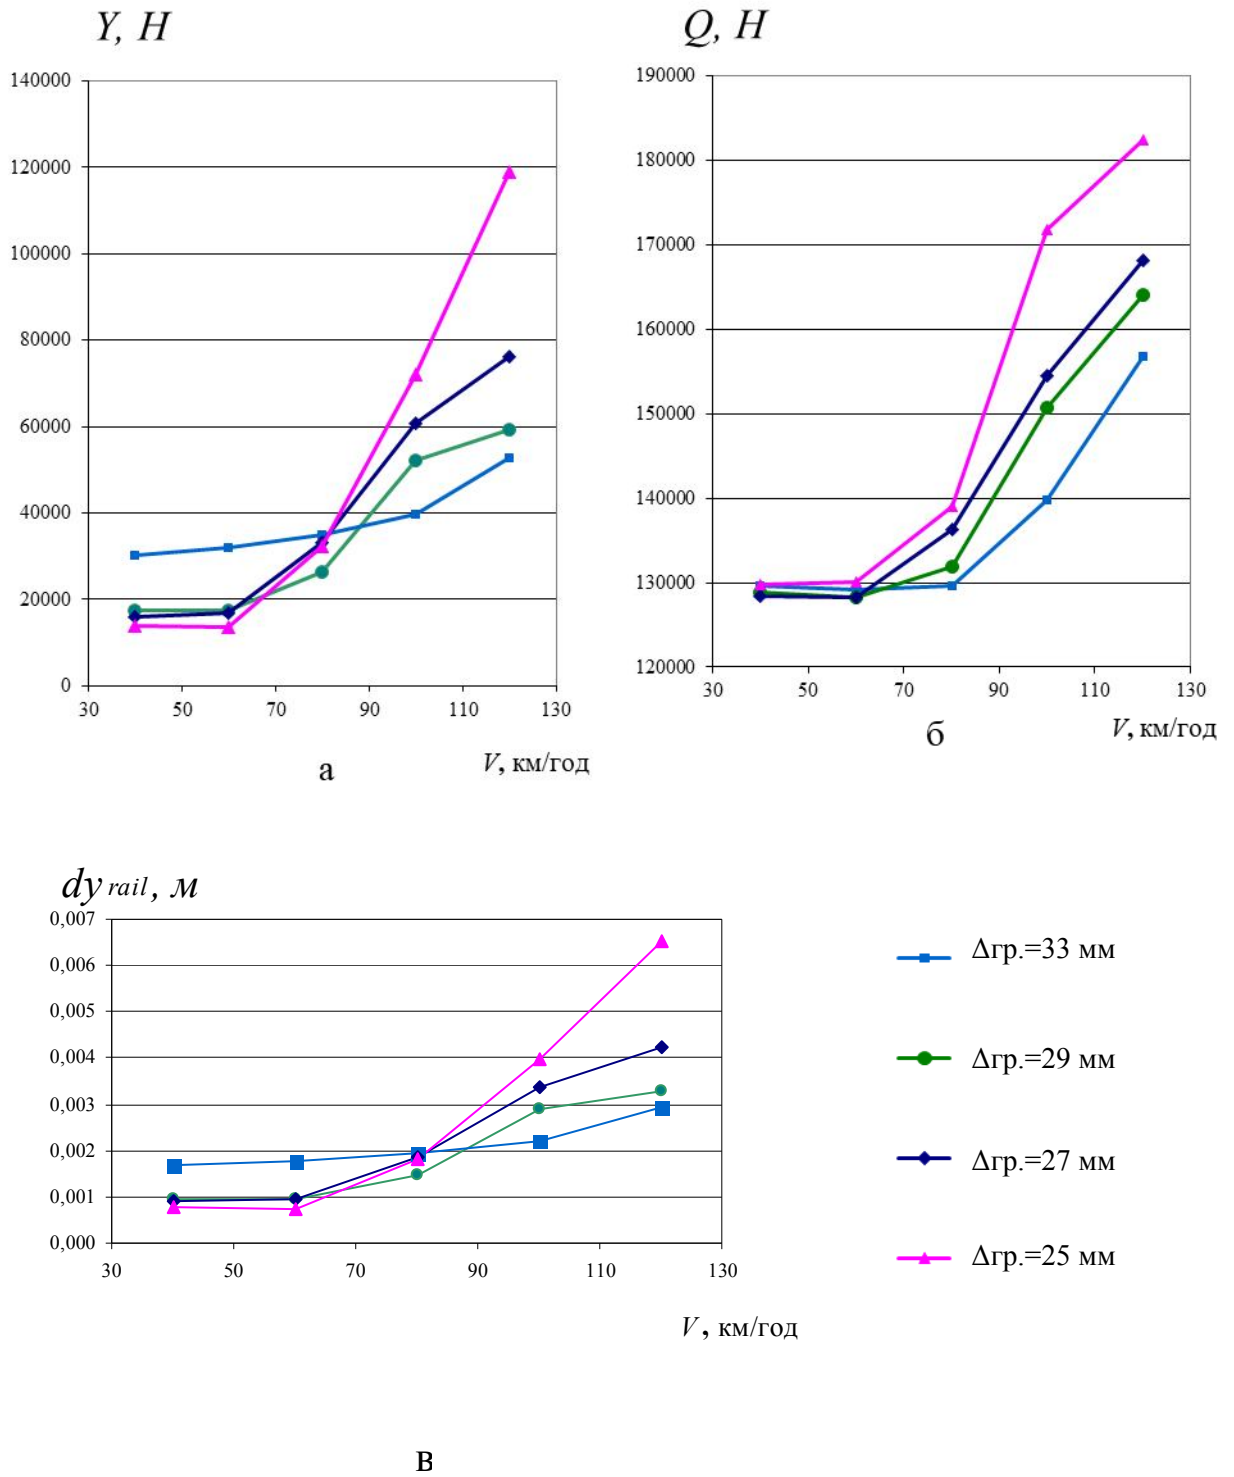 Y, Н
140000
120000
100000
80000
60000
40000
20000
0
30 50 70 90 110 130
V, км/год
а
Q, Н
190000
180000
170000
160000
150000
140000
130000
120000
30 50 70 90 110 130
V, км/год
б
dy rail, м
0,007
0,006
0,005
0,004
0,003
0,002
0,001
0,000
30 50 70 90 110 130
V, км/год
Δгр.=33 мм
Δгр.=29 мм
Δгр.=27 мм
Δгр.=25 мм
в